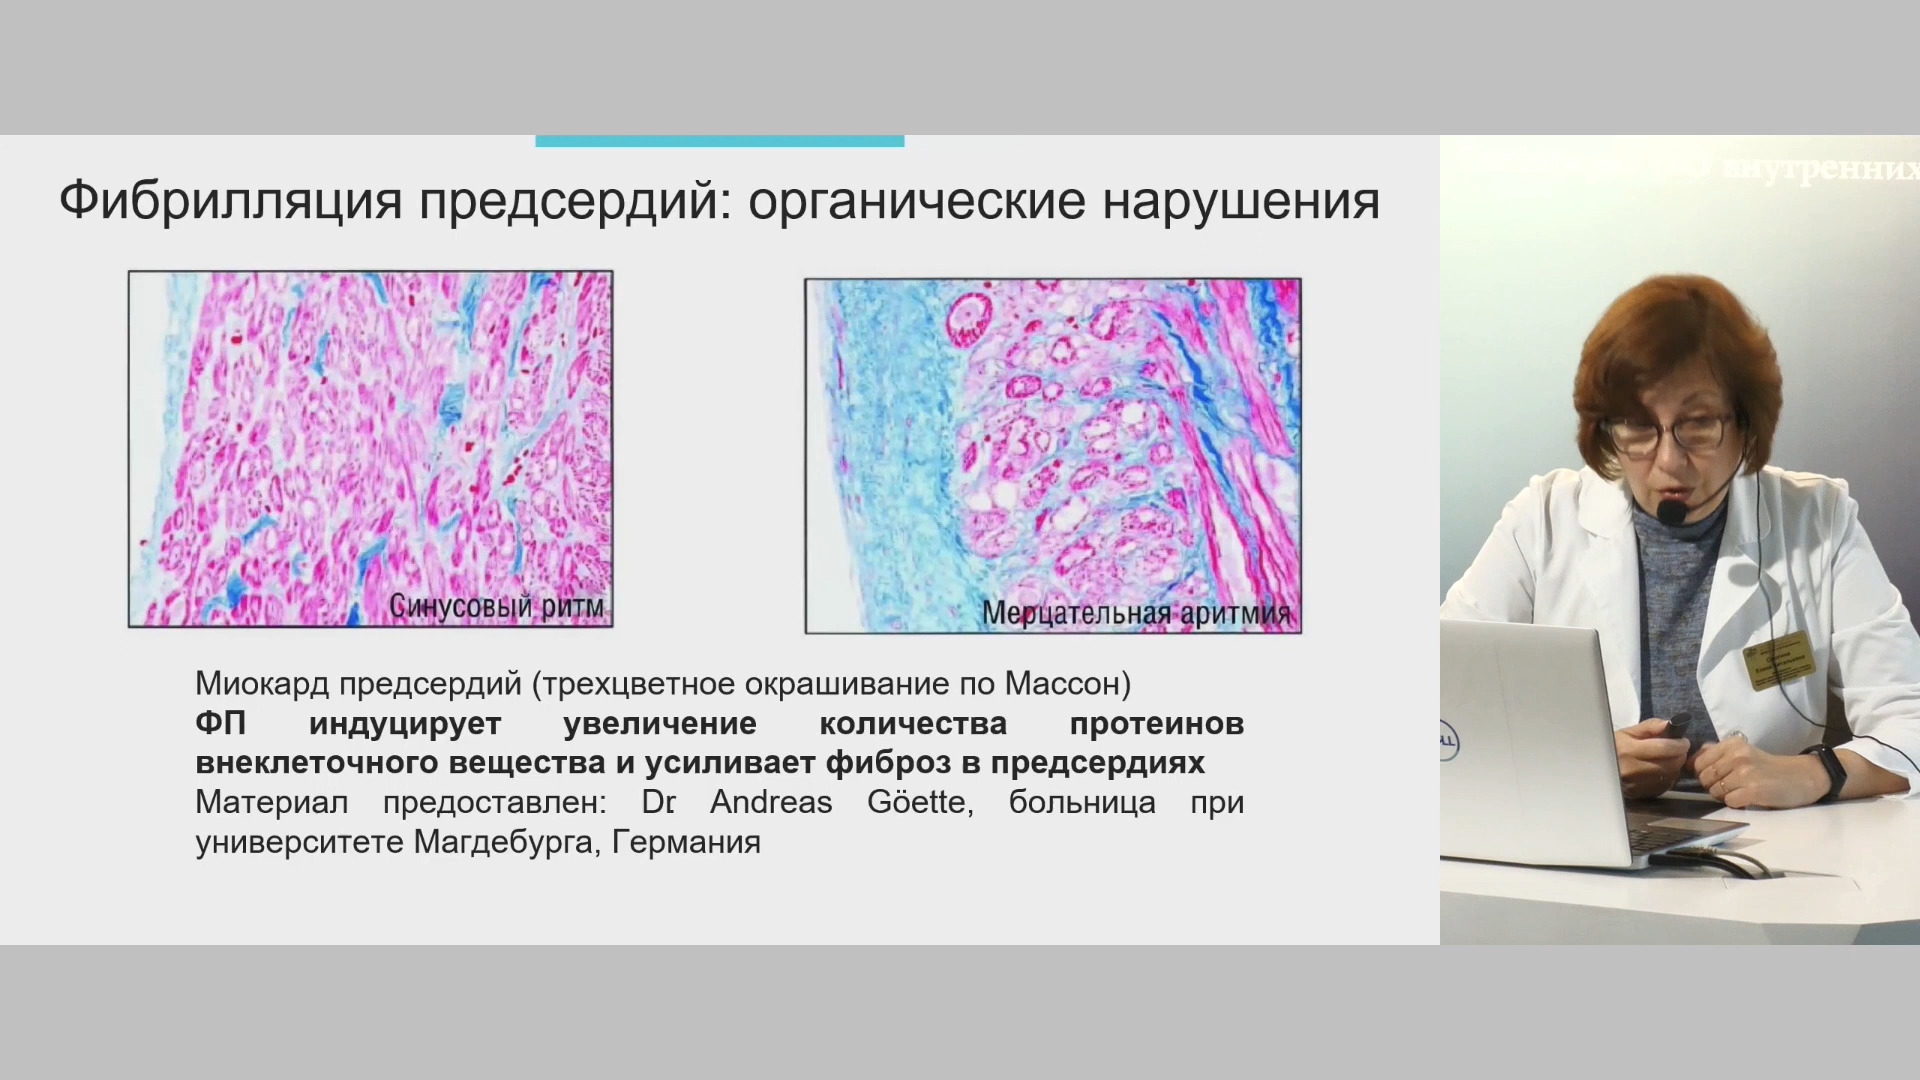 Фибрилляция предсердий: органические нарушения
Синусовый ритм
Мерцательная аритмия
Миокард предсердий (трехцветное окрашивание по Массон)
ФП индуцирует увеличение количества протеинов
внеклеточного вещества и усиливает фиброз в предсердиях
Материал предоставлен: Dr. Andreas Göette, больница при
университете Магдебурга, Германия
внутренних